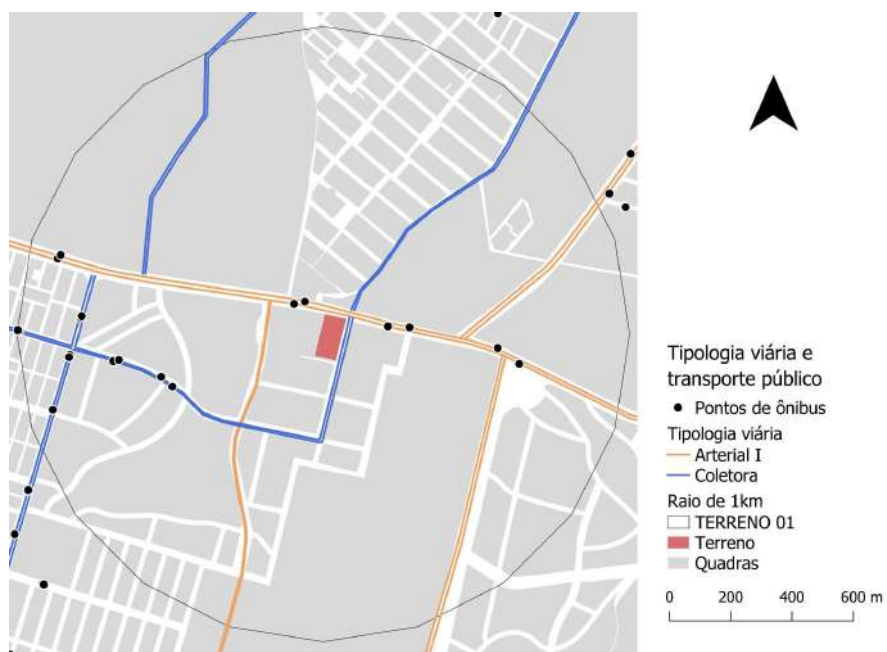 Tipologia viária e
transporte público
Pontos de ônibus
Tipologia viária
Arterial I
Coletora
Raio de 1km
TERRENO 01
Terreno
Quadras
0 200 400 600 m